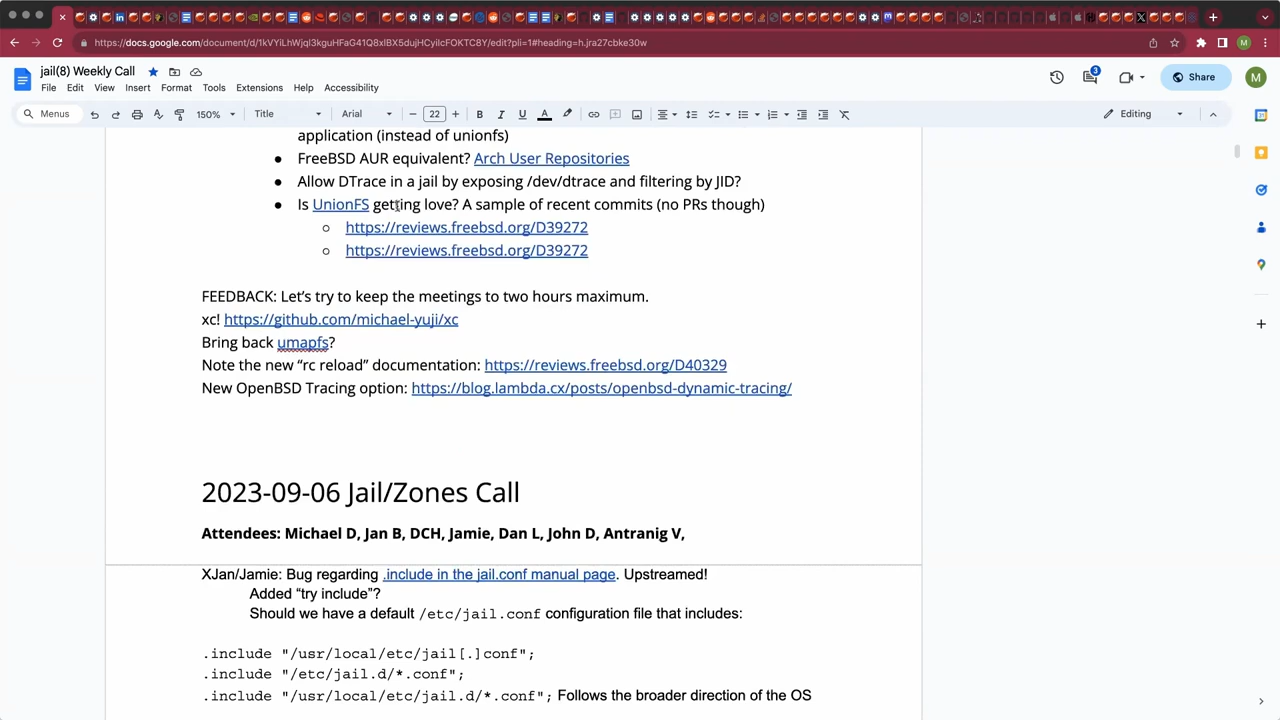 https://docs.google.com/document/d/1kVYiLhWjql3kguHFaG41Q8xlBX5dujHCyiIcFOKTC8Y/edit?pli=1#heading=h.jra27cbke30w
M
jail(8) Weekly Call
File Edit View Insert Format Tools Extensions Help Accessibility
3
Share
M
Menus
150%
Title
Arial
22
B I U A
Editing
application (instead of unionfs)
● FreeBSD AUR equivalent? Arch User Repositories
● Allow DTrace in a jail by exposing /dev/dtrace and filtering by JID?
● Is UnionFS getting love? A sample of recent commits (no PRs though)
○ https://reviews.freebsd.org/D39272
○ https://reviews.freebsd.org/D39272
FEEDBACK: Let’s try to keep the meetings to two hours maximum.
xc! https://github.com/michael-yuji/xc
Bring back umapfs?
Note the new “rc reload” documentation: https://reviews.freebsd.org/D40329
New OpenBSD Tracing option: https://blog.lambda.cx/posts/openbsd-dynamic-tracing/
2023-09-06 Jail/Zones Call
Attendees: Michael D, Jan B, DCH, Jamie, Dan L, John D, Antranig V,
XJan/Jamie: Bug regarding .include in the jail.conf manual page. Upstreamed!
Added “try include”?
Should we have a default /etc/jail.conf configuration file that includes:
.include "/usr/local/etc/jail[.]conf";
.include "/etc/jail.d/*.conf";
.include "/usr/local/etc/jail.d/*.conf"; Follows the broader direction of the OS